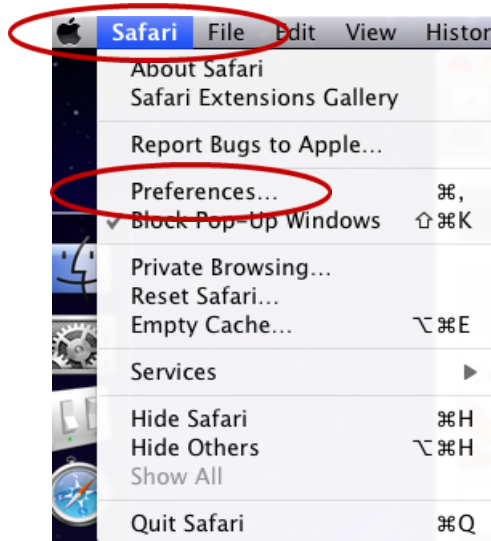 Safari File Edit View Histor
About Safari
Safari Extensions Gallery
Report Bugs to Apple...
Preferences... ⌘,
✓ Block Pop-Up Windows ⇧⌘K
Private Browsing...
Reset Safari...
Empty Cache... ⌥⌘E
Services ▶
Hide Safari ⌘H
Hide Others ⌥⌘H
Show All
Quit Safari ⌘Q